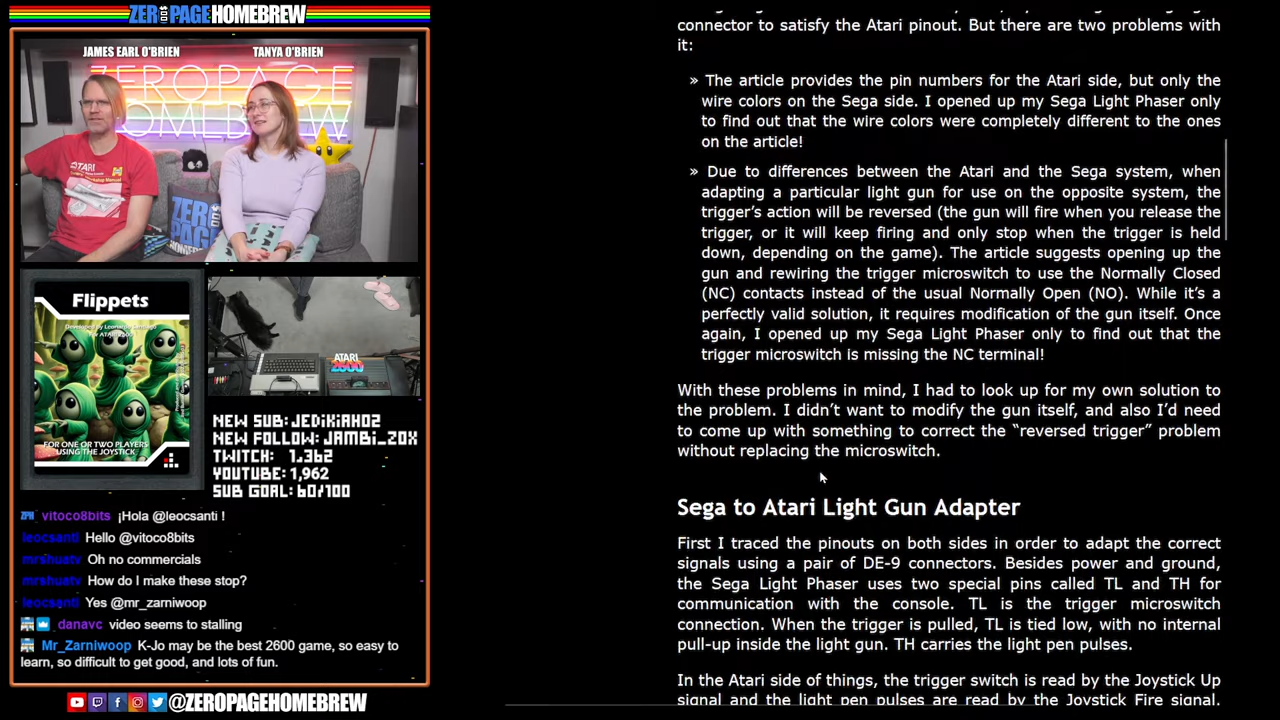 ZEROPAGE HOMEBREW
JAMES EARL O'BRIEN
TANYA O'BRIEN
ZEROPAGE
HOMEBREW
ATARI
Flippets
FOR ONE OR TWO PLAYERS
USING THE JOYSTICK
ATARI
2600
NEW SUB: JEDIKIAH02
NEW FOLLOW: JAMBI_ZOX
TWITCH: 1,362
YOUTUBE: 1,962
SUB GOAL: 60/100
vitoco8bits ¡Hola @leocsanti !
leocsanti Hello @vitoco8bits
mrshuatv Oh no commercials
mrshuatv How do I make these stop?
leocsanti Yes @mr_zarniwoop
danavc video seems to stalling
Mr_Zarniwoop K-Jo may be the best 2600 game, so easy to
learn, so difficult to get good, and lots of fun.
@ZEROPAGEHOMEBREW
connector to satisfy the Atari pinout. But there are two problems with
it:
» The article provides the pin numbers for the Atari side, but only the
wire colors on the Sega side. I opened up my Sega Light Phaser only
to find out that the wire colors were completely different to the ones
on the article!
» Due to differences between the Atari and the Sega system, when
adapting a particular light gun for use on the opposite system, the
trigger’s action will be reversed (the gun will fire when you release the
trigger, or it will keep firing and only stop when the trigger is held
down, depending on the game). The article suggests opening up the
gun and rewiring the trigger microswitch to use the Normally Closed
(NC) contacts instead of the usual Normally Open (NO). While it’s a
perfectly valid solution, it requires modification of the gun itself. Once
again, I opened up my Sega Light Phaser only to find out that the
trigger microswitch is missing the NC terminal!
With these problems in mind, I had to look up for my own solution to
the problem. I didn’t want to modify the gun itself, and also I’d need
to come up with something to correct the “reversed trigger” problem
without replacing the microswitch.
Sega to Atari Light Gun Adapter
First I traced the pinouts on both sides in order to adapt the correct
signals using a pair of DE-9 connectors. Besides power and ground,
the Sega Light Phaser uses two special pins called TL and TH for
communication with the console. TL is the trigger microswitch
connection. When the trigger is pulled, TL is tied low, with no internal
pull-up inside the light gun. TH carries the light pen pulses.
In the Atari side of things, the trigger switch is read by the Joystick Up
signal and the light pen pulses are read by the Joystick Fire signal.